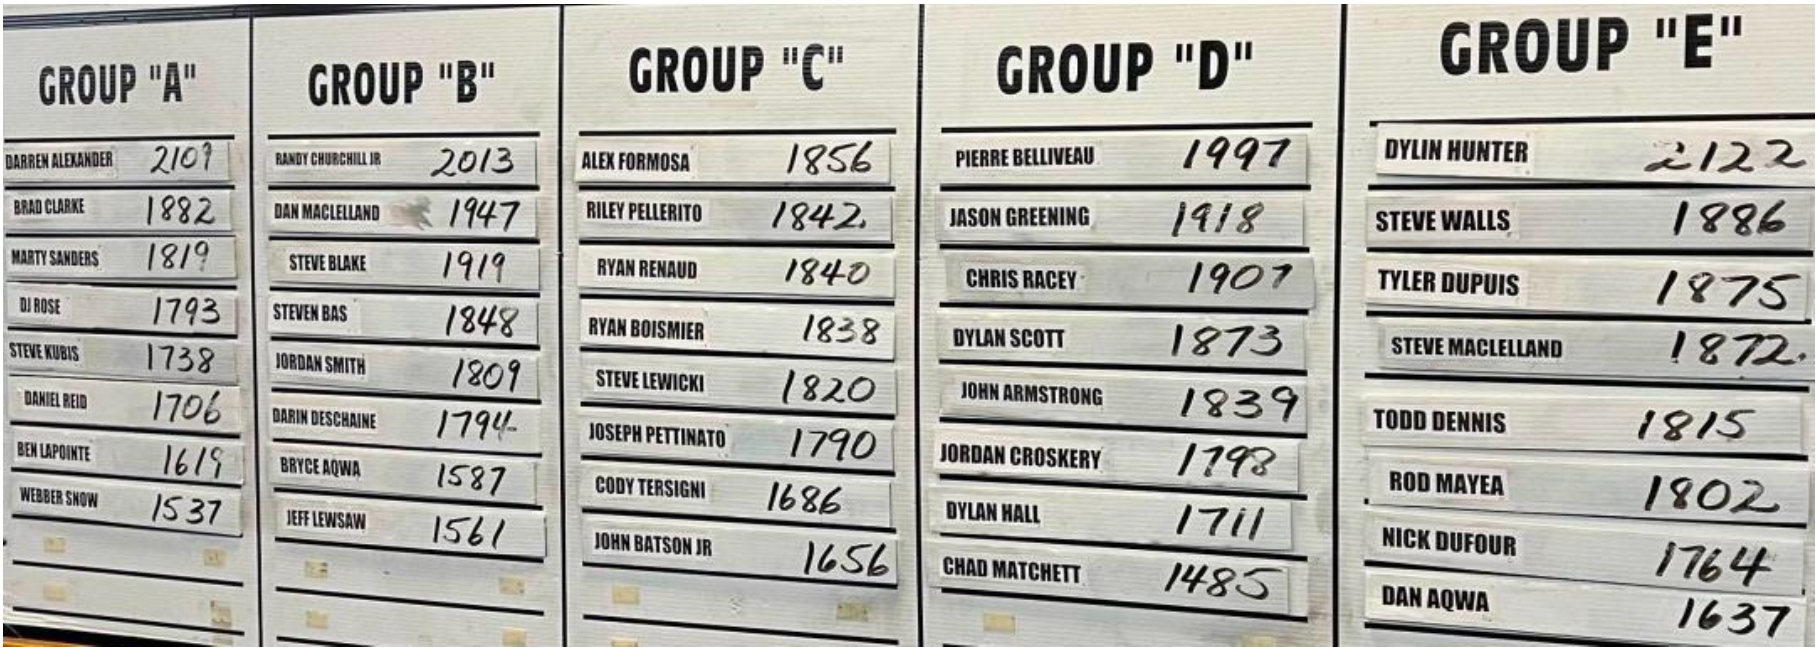 GROUP "A"
DARREN ALEXANDER 2109
BRAD CLARKE 1882
MARTY SANDERS 1819
DJ ROSE 1793
STEVE KUBIS 1738
DANIEL REID 1706
BEN LAPOINTE 1619
WEBBER SNOW 1537
GROUP "B"
RANDY CHURCHILL JR 2013
DAN MACLELLAND 1947
STEVE BLAKE 1919
STEVEN BAS 1848
JORDAN SMITH 1809
DARIN DESCHAINE 1794
BRYCE AQWA 1587
JEFF LEWSAW 1561
GROUP "C"
ALEX FORMOSA 1856
RILEY PELLERITO 1842.
RYAN RENAUD 1840
RYAN BOISMIER 1838
STEVE LEWICKI 1820
JOSEPH PETTINATO 1790
CODY TERSIGNI 1686
JOHN BATSON JR 1656
GROUP "D"
PIERRE BELLIVEAU 1997
JASON GREENING 1918
CHRIS RACEY 1907
DYLAN SCOTT 1873
JOHN ARMSTRONG 1839
JORDAN CROSKERY 1798
DYLAN HALL 1711
CHAD MATCHETT 1485
GROUP "E"
DYLIN HUNTER 2122
STEVE WALLS 1886
TYLER DUPUIS 1875
STEVE MACLELLAND 1872.
TODD DENNIS 1815
ROD MAYEA 1802
NICK DUFOUR 1764
DAN AQWA 1637